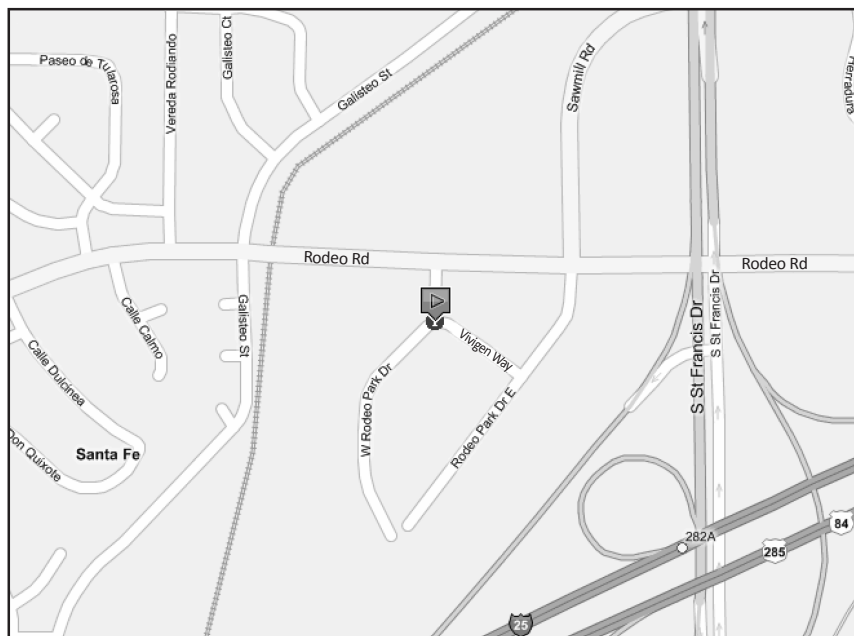 Paseo de Tularosa
Vereda Rodiando
Galisteo Ct
Galisteo St
Sawmill Rd
Herradura
Rodeo Rd
Rodeo Rd
Calle Calmo
Galisteo St
Calle Dulcinea
Don Quixote
Santa Fe
W Rodeo Park Dr
Vivigen Way
Rodeo Park Dr E
S St Francis Dr
S St Francis Dr
282A
84
285
25